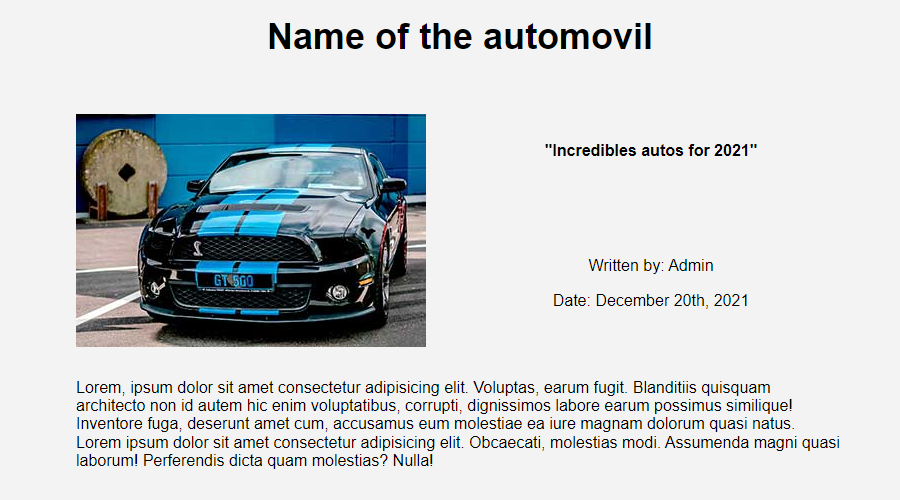 Name of the automovil
"Incredibles autos for 2021"
GT 500
Written by: Admin
Date: December 20th, 2021
Lorem, ipsum dolor sit amet consectetur adipisicing elit. Voluptas, earum fugit. Blanditiis quisquam
architecto non id autem hic enim voluptatibus, corrupti, dignissimos labore earum possimus similique!
Inventore fuga, deserunt amet cum, accusamus eum molestiae ea iure magnam dolorum quasi natus.
Lorem ipsum dolor sit amet consectetur adipisicing elit. Obcaecati, molestias modi. Assumenda magni quasi
laborum! Perferendis dicta quam molestias? Nulla!